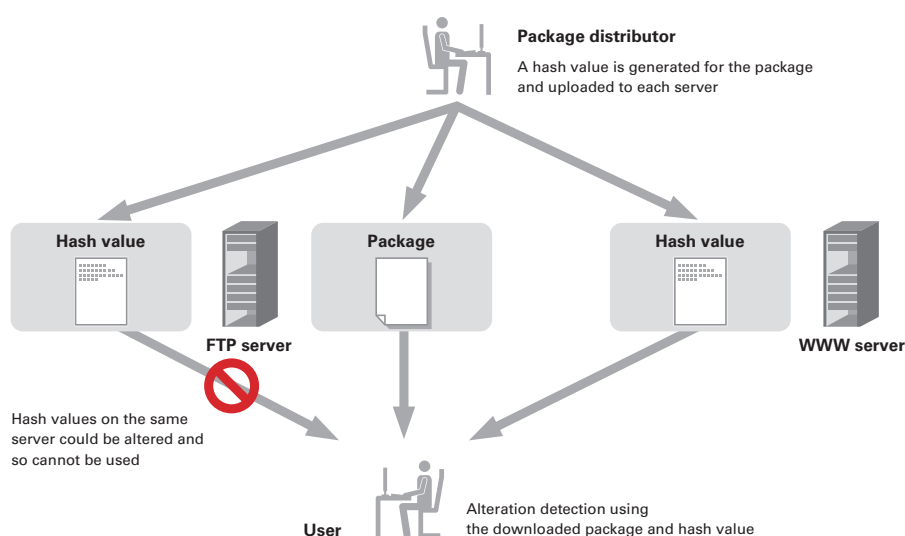 Package distributor
A hash value is generated for the package
and uploaded to each server
Hash value
Package
Hash value
FTP server
WWW server
Hash values on the same
server could be altered and
so cannot be used
User
Alteration detection using
the downloaded package and hash value